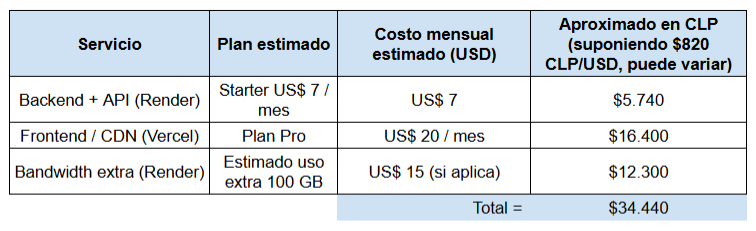 Servicio Plan estimado Costo mensual estimado (USD) Aproximado en CLP (suponiendo $820 CLP/USD, puede variar)
Backend + API (Render) Starter US$ 7 / mes US$ 7 $5.740
Frontend / CDN (Vercel) Plan Pro US$ 20 / mes $16.400
Bandwidth extra (Render) Estimado uso extra 100 GB US$ 15 (si aplica) $12.300
Total = $34.440